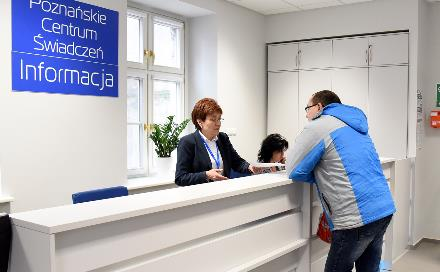 Poznańskie
Centrum
Świadczeń
Informacja